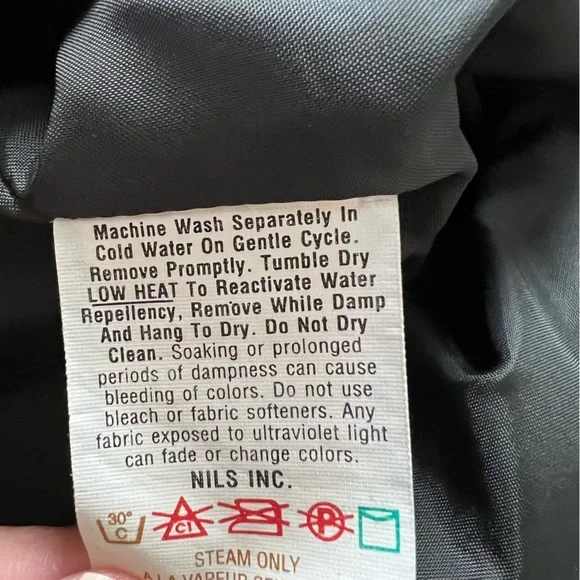 Machine Wash Separately In
Cold Water On Gentle Cycle.
Remove Promptly. Tumble Dry
LOW HEAT To Reactivate Water
Repellency, Remove While Damp
And Hang To Dry. Do Not Dry
Clean. Soaking or prolonged
periods of dampness can cause
bleeding of colors. Do not use
bleach or fabric softeners. Any
fabric exposed to ultraviolet light
can fade or change colors.
NILS INC.
30°
C
Cl
P
STEAM ONLY
A LA VAPEUR